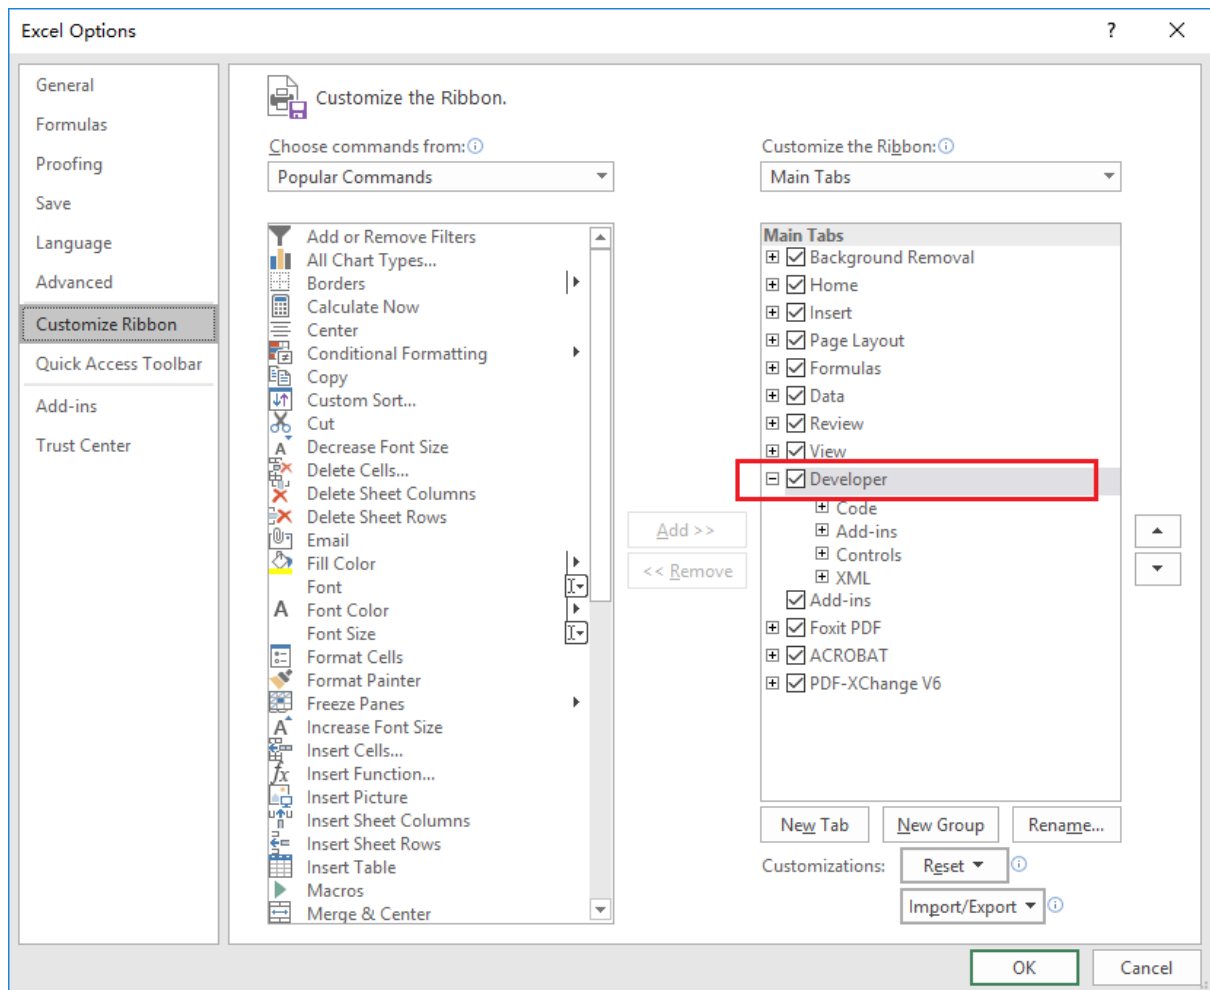 Excel Options
?
General
Formulas
Proofing
Save
Language
Advanced
Customize Ribbon
Quick Access Toolbar
Add-ins
Trust Center
Customize the Ribbon.
Choose commands from:
Popular Commands
Add or Remove Filters
All Chart Types...
Borders
Calculate Now
Center
Conditional Formatting
Copy
Custom Sort...
Cut
Decrease Font Size
Delete Cells...
Delete Sheet Columns
Delete Sheet Rows
Email
Fill Color
Font
Font Color
Font Size
Format Cells
Format Painter
Freeze Panes
Increase Font Size
Insert Cells...
Insert Function...
Insert Picture
Insert Sheet Columns
Insert Sheet Rows
Insert Table
Macros
Merge & Center
Add >>
<< Remove
Customize the Ribbon:
Main Tabs
Main Tabs
Background Removal
Home
Insert
Page Layout
Formulas
Data
Review
View
Developer
Code
Add-ins
Controls
XML
Add-ins
Foxit PDF
ACROBAT
PDF-XChange V6
New Tab New Group Rename...
Customizations: Reset
Import/Export
OK Cancel